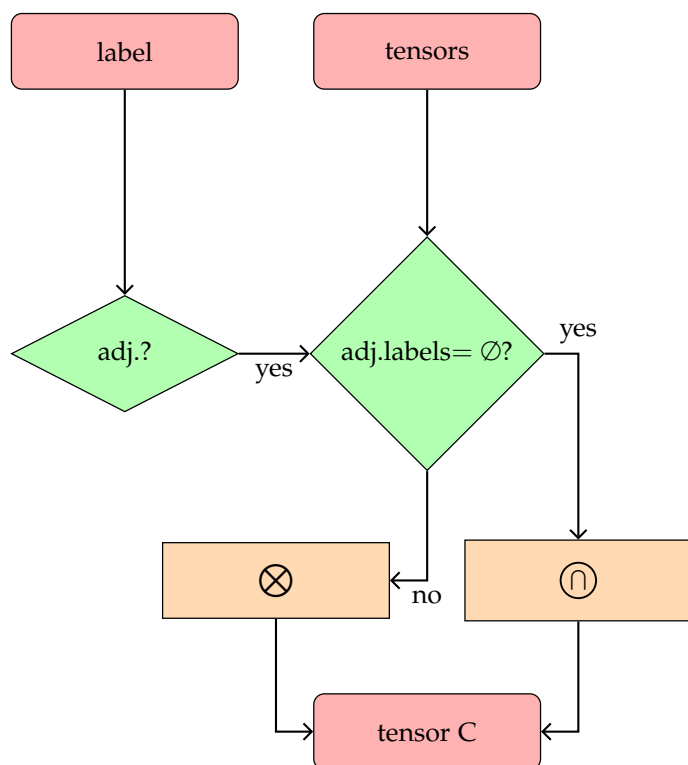 label
tensors
adj.?
yes
adj.labels= ∅?
yes
no
⊗
∩
tensor C